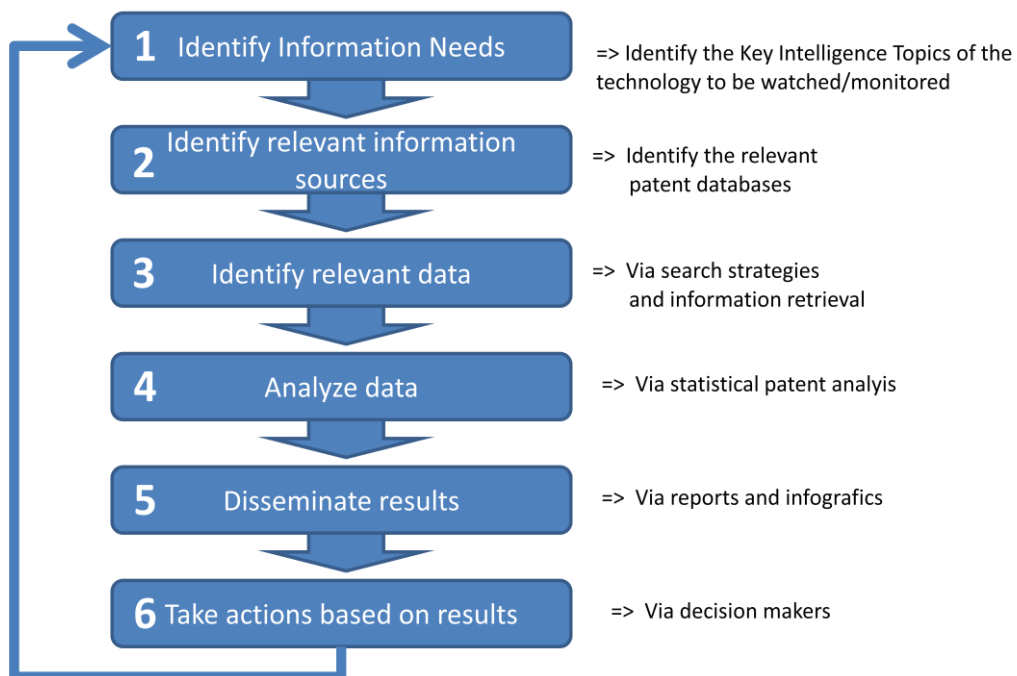 1 Identify Information Needs
=> Identify the Key Intelligence Topics of the
technology to be watched/monitored
2 Identify relevant information
sources
=> Identify the relevant
patent databases
3 Identify relevant data
=> Via search strategies
and information retrieval
4 Analyze data
=> Via statistical patent analyis
5 Disseminate results
=> Via reports and infografics
6 Take actions based on results
=> Via decision makers